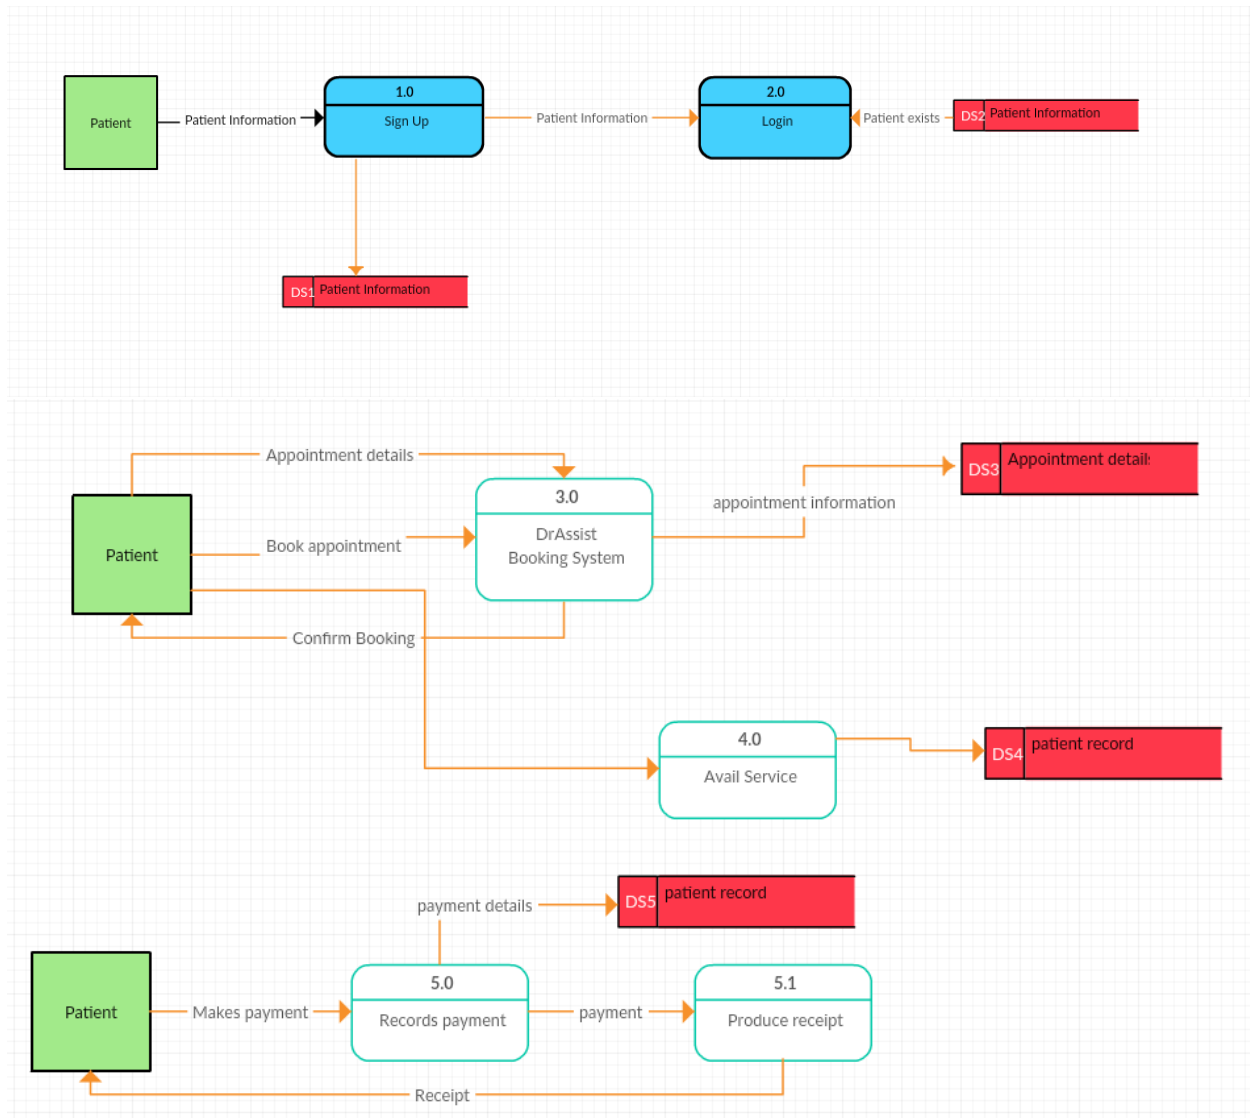 1.0
2.0
Patient
Patient Information
Sign Up
Patient Information
Login
Patient exists
DS2
Patient Information
DS1
Patient Information
Appointment details
DS3
Appointment details
3.0
appointment information
DrAssist
Booking System
Patient
Book appointment
Confirm Booking
4.0
DS4
patient record
Avail Service
DS5
patient record
payment details
5.0
5.1
Patient
Makes payment
Records payment
payment
Produce receipt
Receipt